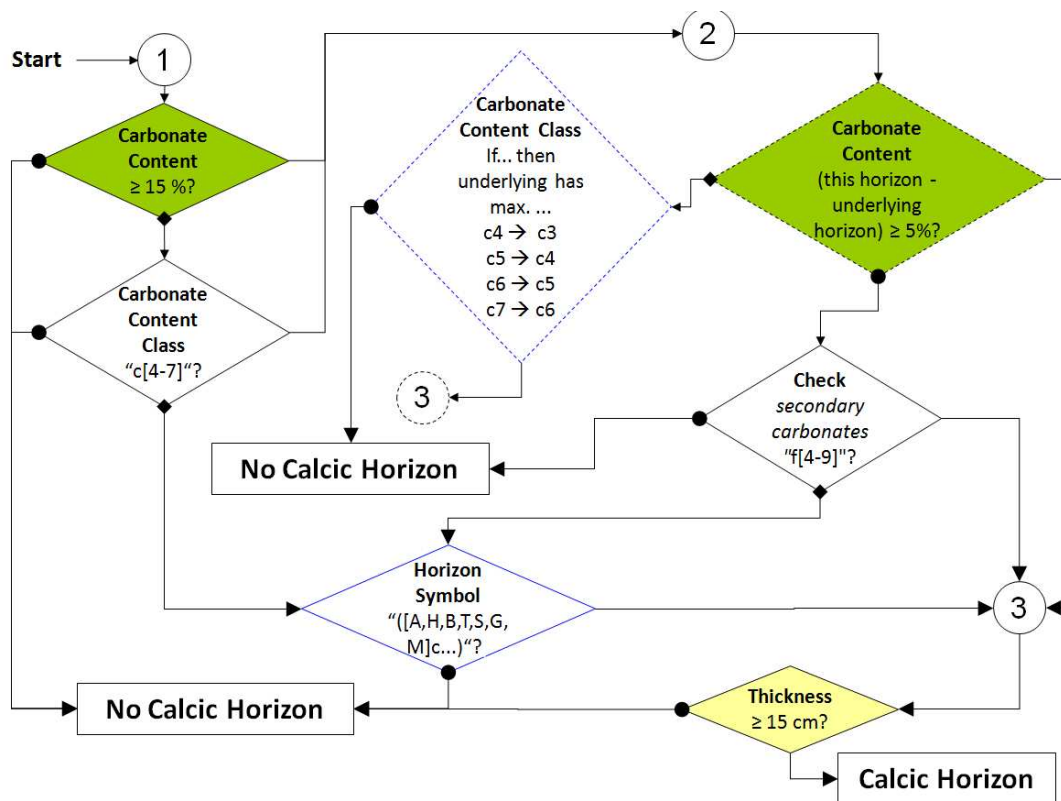 Start
1
2
Carbonate
Content
≥ 15 %?
Carbonate
Content Class
If... then
underlying has
max. ...
c4 → c3
c5 → c4
c6 → c5
c7 → c6
Carbonate
Content
(this horizon -
underlying
horizon) ≥ 5%?
Carbonate
Content
Class
“c[4-7]“?
3
Check
secondary
carbonates
"f[4-9]"?
No Calcic Horizon
Horizon
Symbol
“([A,H,B,T,S,G,
M]c...)“?
3
No Calcic Horizon
Thickness
≥ 15 cm?
Calcic Horizon